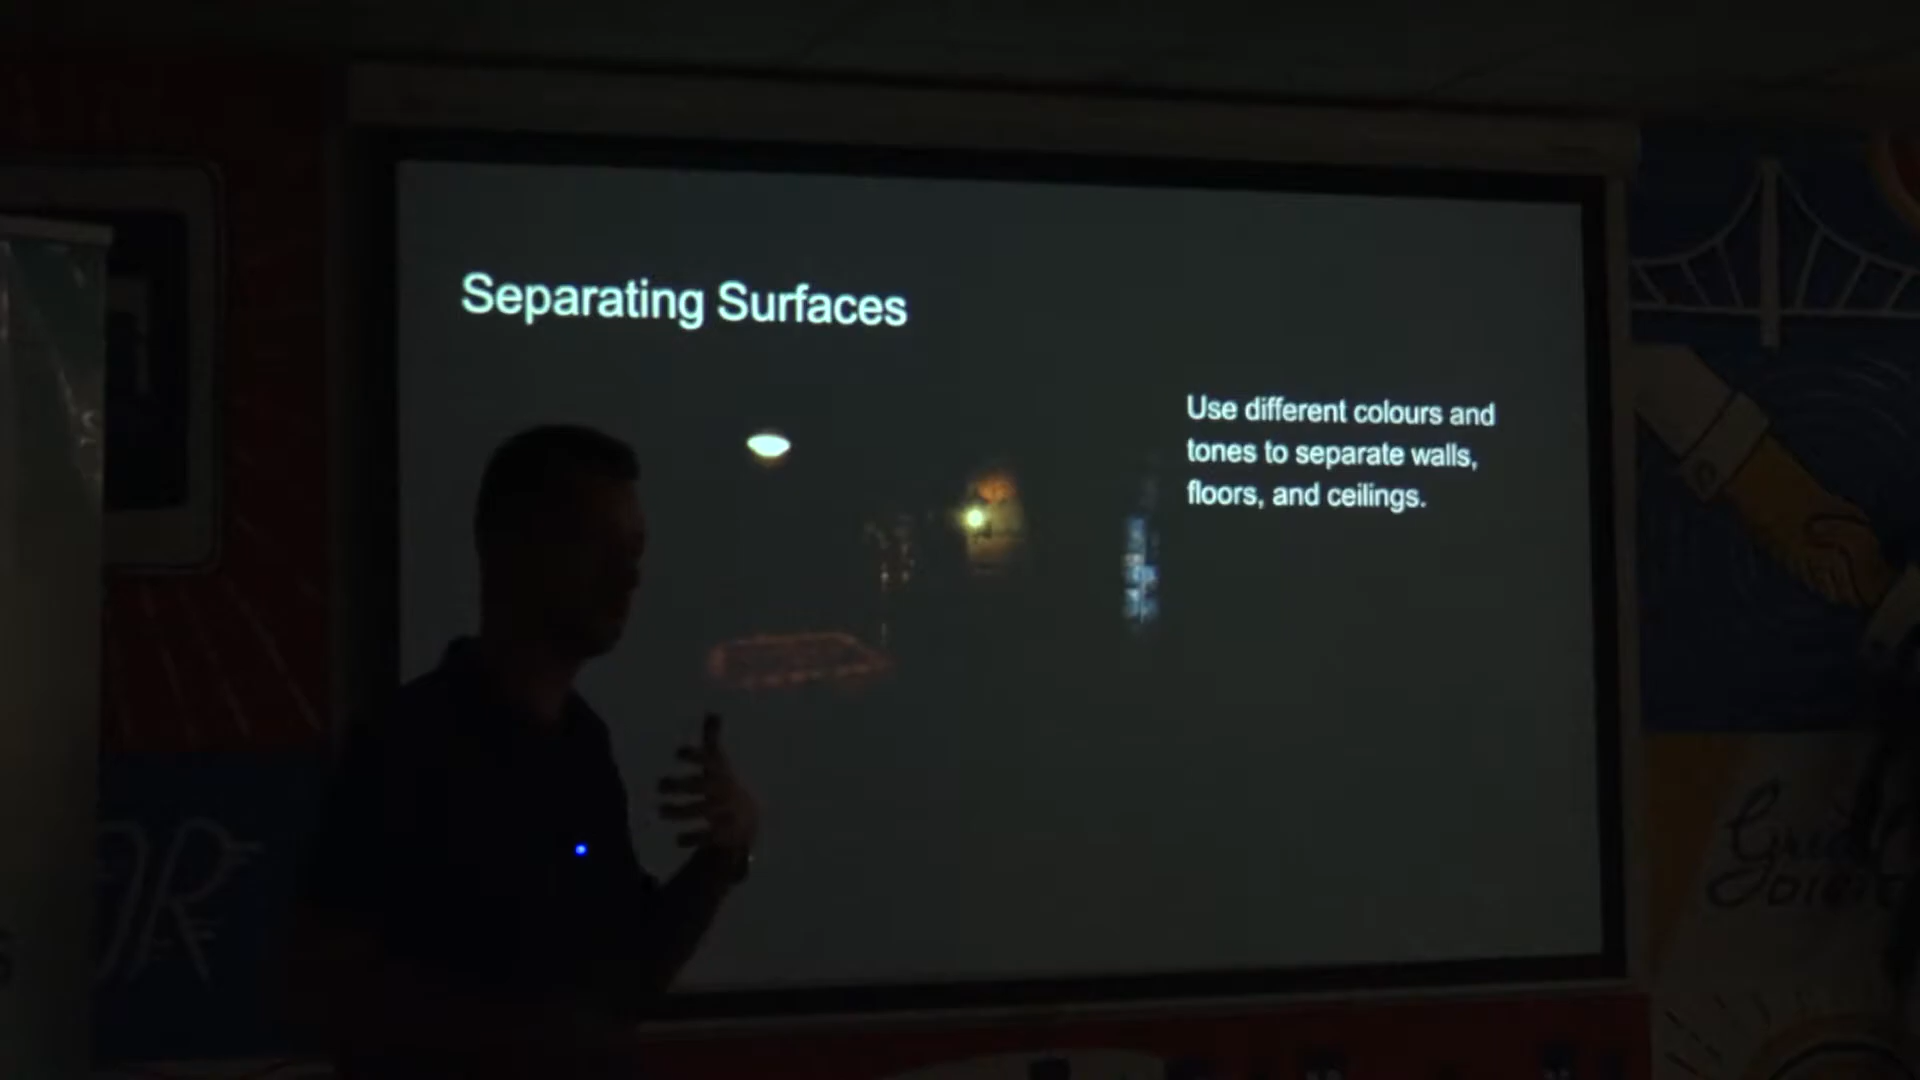 Separating Surfaces
Use different colours and
tones to separate walls,
floors, and ceilings.